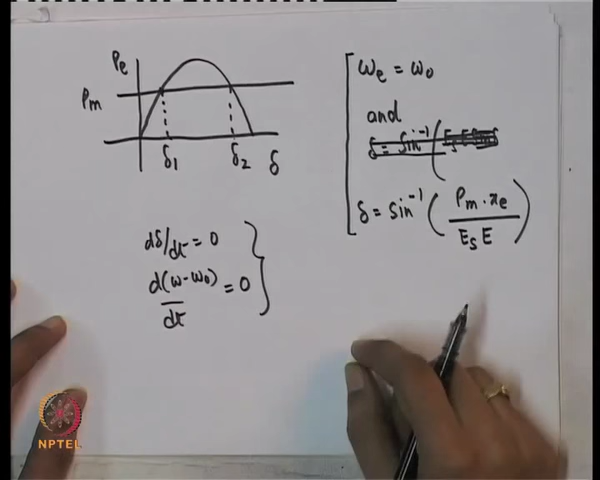 Pe
Pm
δ1 δ2 δ
dδ/dt = 0
d(ω-ω0)/dt = 0
ωe = ω0
and
δ = Sin⁻¹(
δ = Sin⁻¹ (Pm · xe / Es E)
NPTEL